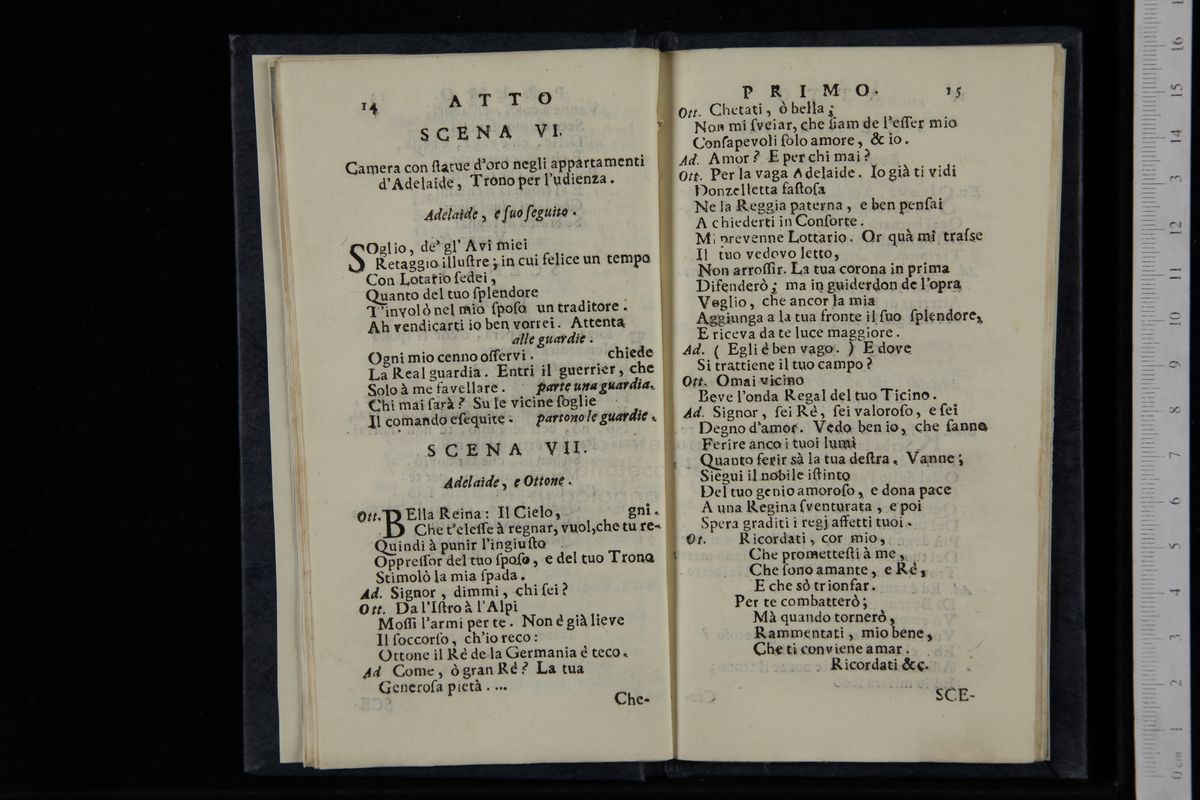 14 ATTO
SCENA VI.
Camera con ſtatue d'oro negli appartamenti
d'Adelaide, Trono per l'udienza.
Adelaide, e ſuo ſeguito.
SOglio, de' gl' Avi miei
Retaggio illuſtre; in cui felice un tempo
Con Lotario ſedei,
Quanto del tuo ſplendore
T'involò nel mio ſpoſo un traditore.
Ah vendicarti io ben vorrei. Attenta
alle guardie.
Ogni mio cenno oſſervi. chiede
La Real guardia. Entri il guerrier, che
Solo à me favellare. parte una guardia.
Chi mai ſarà? Su le vicine ſoglie
Il comando eſequite. partono le guardie.
SCENA VII.
Adelaide, e Ottone.
Ott. BElla Reina: Il Cielo, gni.
Che t'eleſſe à regnar, vuol, che tu re-
Quindi à punir l'ingiuſto
Oppreſſor del tuo ſpoſo, e del tuo Trono
Stimolò la mia ſpada.
Ad. Signor, dimmi, chi ſei?
Ott. Da l'Iſtro à l'Alpi
Moſſi l'armi per te. Non è già lieve
Il ſoccorſo, ch'io reco:
Ottone il Rè de la Germania è teco.
Ad Come, ò gran Rè? La tua
Generoſa pietà....
Che-
PRIMO. 15
Ott. Chetati, ò bella;
Non mi ſvelar, che ſiam de l'eſſer mio
Conſapevoli ſolo amore, & io.
Ad. Amor? E per chi mai?
Ott. Per la vaga Adelaide. Io già ti vidi
Donzelletta faſtoſa
Ne la Reggia paterna, e ben penſai
A chiederti in Conſorte.
Mi prevenne Lottario. Or quà mi traſse
Il tuo vedovo letto,
Non arroſſir. La tua corona in prima
Difenderò; ma in guiderdon de l'opra
Voglio, che ancor la mia
Aggiunga a la tua fronte il ſuo ſplendore,
E riceva da te luce maggiore.
Ad. ( Egli è ben vago. ) E dove
Si trattiene il tuo campo?
Ott. Omai vicino
Beve l'onda Regal del tuo Ticino.
Ad. Signor, ſei Rè, ſei valoroſo, e ſei
Degno d'amor. Vedo ben io, che ſanno
Ferire anco i tuoi lumi
Quanto ferir sà la tua deſtra. Vanne;
Siegui il nobile iſtinto
Del tuo genio amoroſo, e dona pace
A una Regina ſventurata, e poi
Spera graditi i regj affetti tuoi.
Ot. Ricordati, cor mio,
Che prometteſti à me,
Che ſono amante, e Rè,
E che sò trionfar.
Per te combatterò;
Mà quando tornerò,
Rammentati, mio bene,
Che ti conviene amar.
Ricordati &c.
SCE-